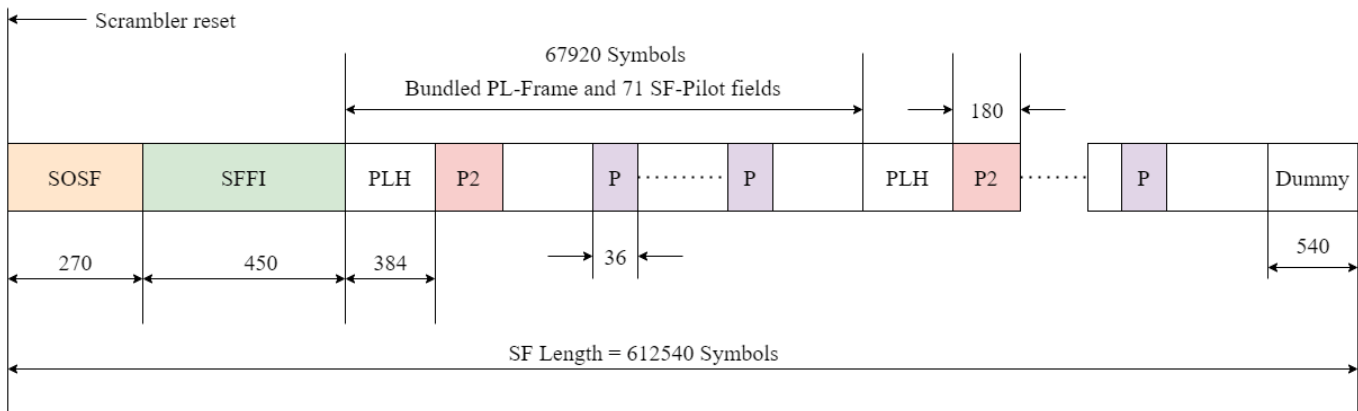 Scrambler reset
67920 Symbols
Bundled PL-Frame and 71 SF-Pilot fields
180
SOSF SFFI PLH P2 P P PLH P2 P Dummy
270 450 384 36 540
SF Length = 612540 Symbols